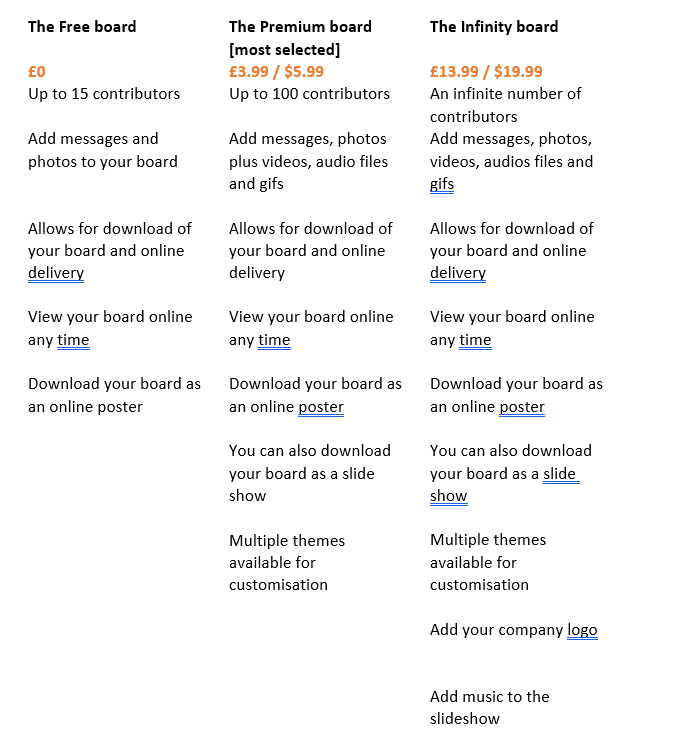 The Free board
£0
Up to 15 contributors
Add messages and
photos to your board
Allows for download of
your board and online
delivery
View your board online
any time
Download your board as
an online poster
The Premium board
[most selected]
£3.99 / $5.99
Up to 100 contributors
Add messages, photos
plus videos, audio files
and gifs
Allows for download of
your board and online
delivery
View your board online
any time
Download your board as
an online poster
You can also download
your board as a slide
show
Multiple themes
available for
customisation
The Infinity board
£13.99 / $19.99
An infinite number of
contributors
Add messages, photos,
videos, audios files and
gifs
Allows for download of
your board and online
delivery
View your board online
any time
Download your board as
an online poster
You can also download
your board as a slide
show
Multiple themes
available for
customisation
Add your company logo
Add music to the
slideshow